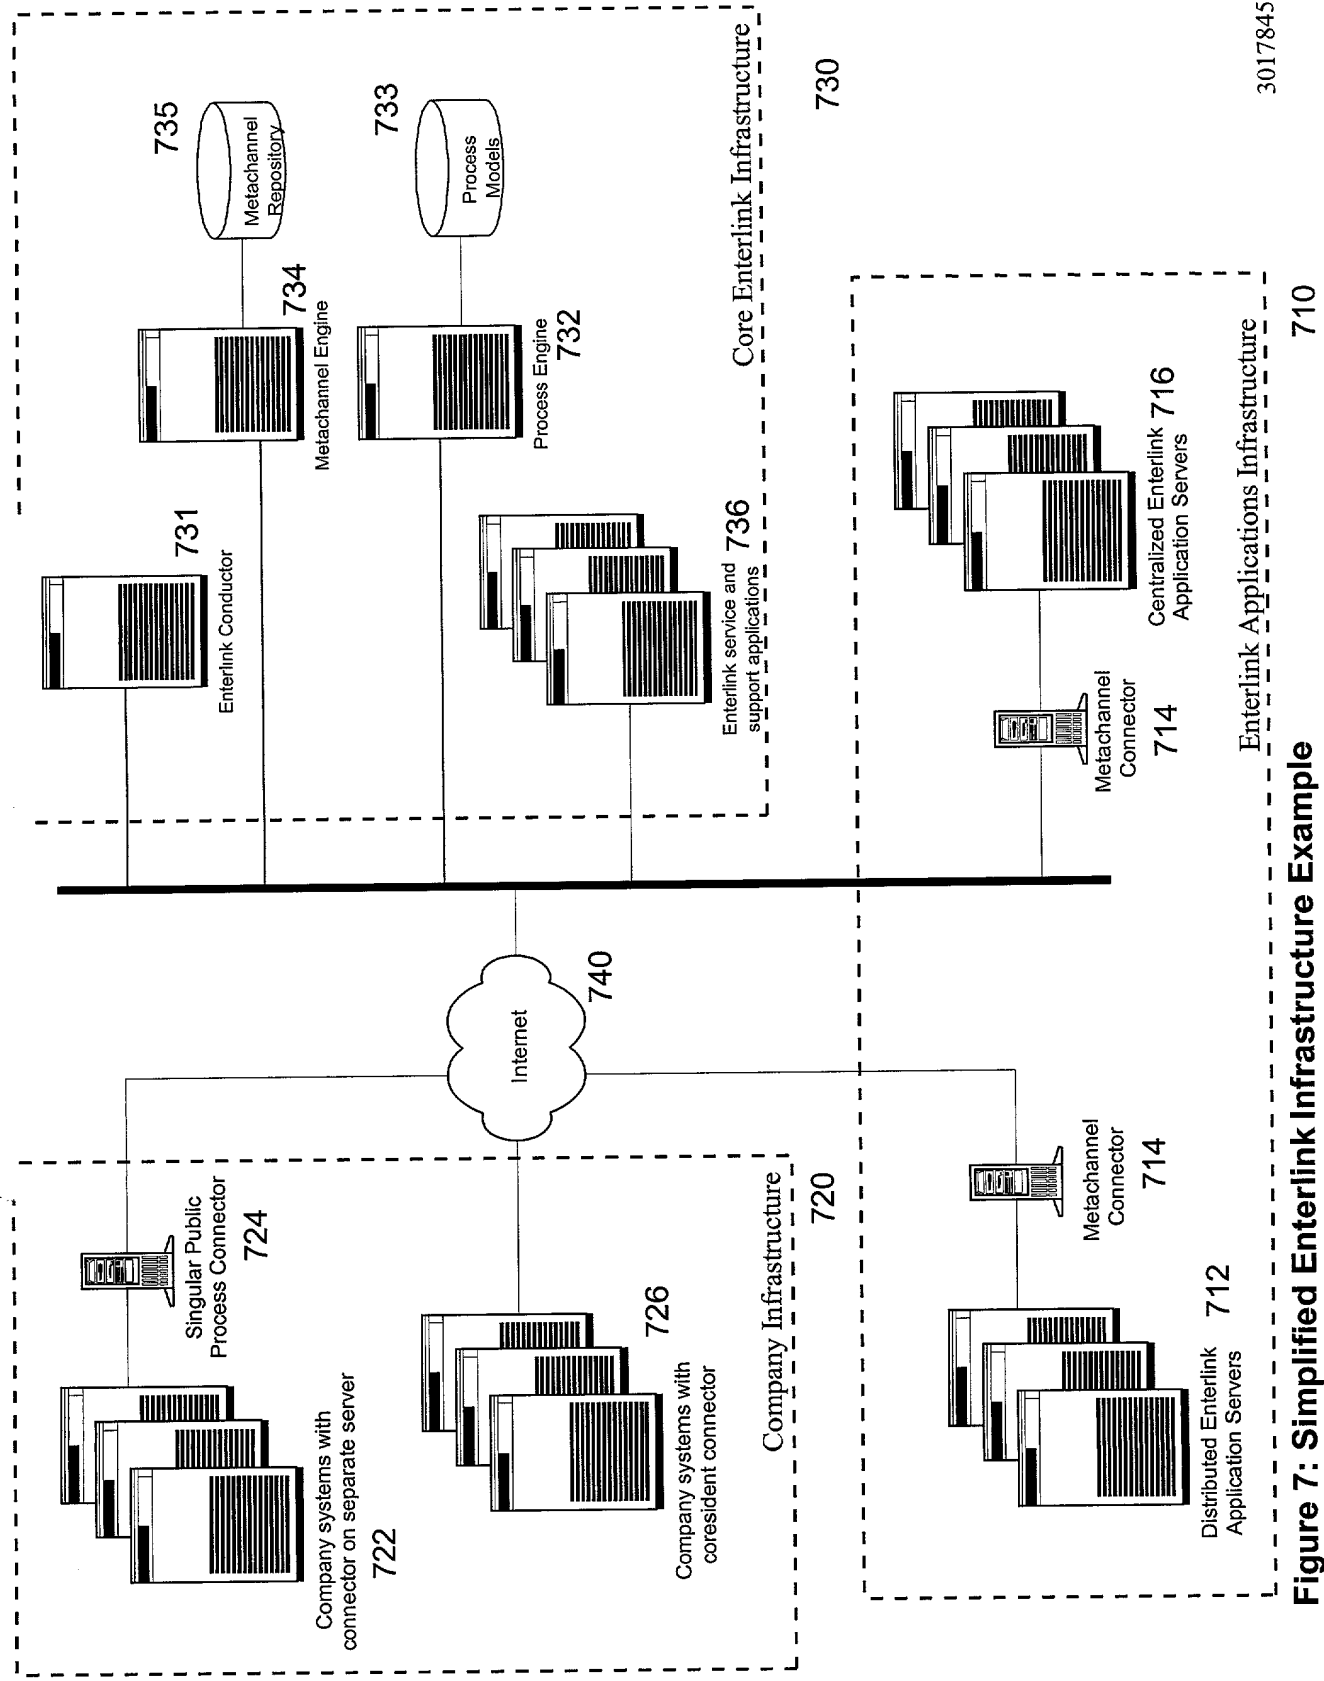 Company systems with
connector on separate server
722
Singular Public
Process Connector
724
Company systems with
coresident connector
726
Company Infrastructure
720
Internet
740
Enterlink Conductor
731
Metachannel Engine
734
Metachannel
Repository
735
Process Engine
732
Process
Models
733
Enterlink service and
support applications
736
Core Enterlink Infrastructure
730
Distributed Enterlink
Application Servers
712
Metachannel
Connector
714
Metachannel
Connector
714
Centralized Enterlink 716
Application Servers
Enterlink Applications Infrastructure
710
Figure 7: Simplified Enterlink Infrastructure Example
3017845